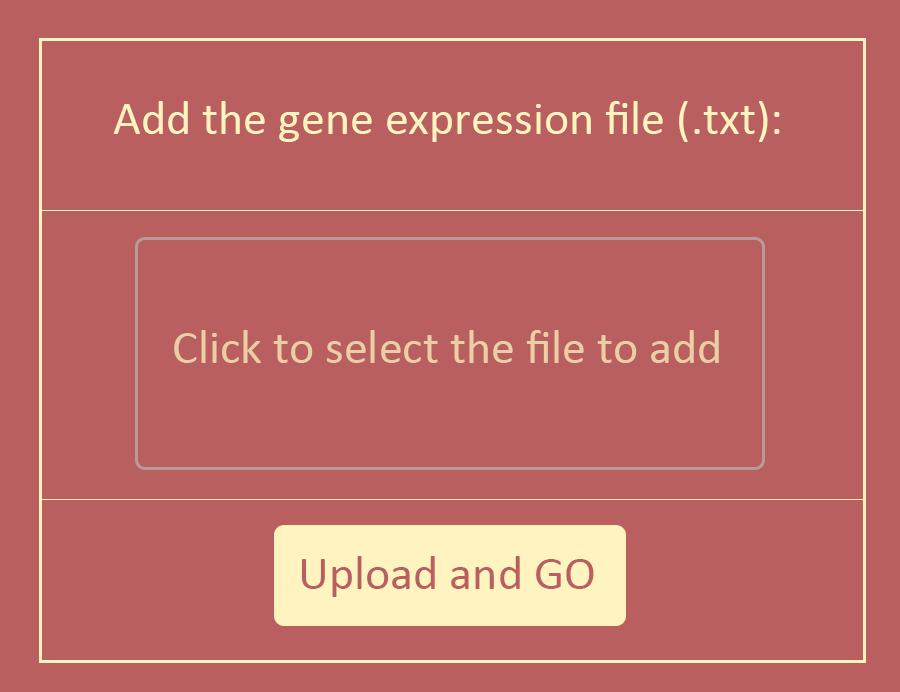 Add the gene expression file (.txt):
Click to select the file to add
Upload and GO